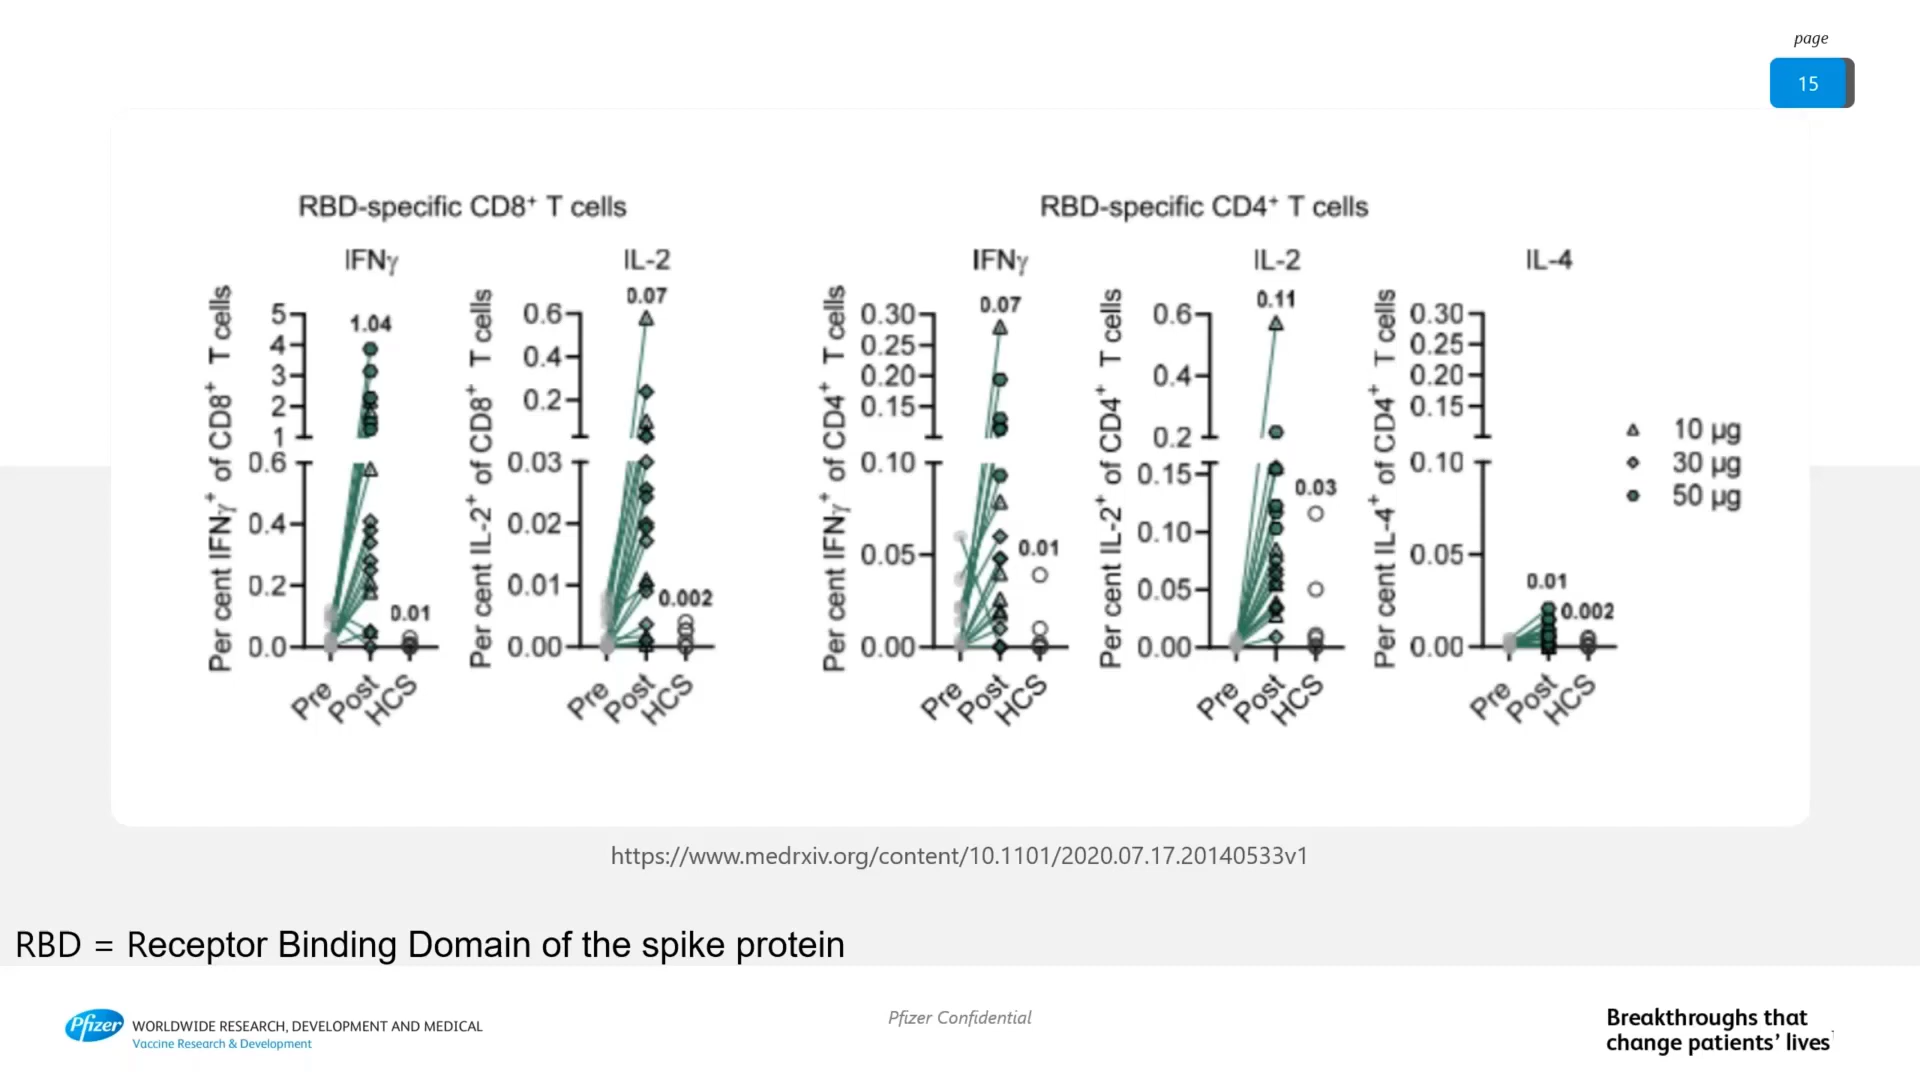 page
15
RBD-specific CD8⁺ T cells
RBD-specific CD4⁺ T cells
IFNγ
IL-2
IFNγ
IL-2
IL-4
Per cent IFNγ⁺ of CD8⁺ T cells
5
4
3
2
1
0.6
0.4
0.2
0.0
1.04
0.01
Pre
Post
HCS
Per cent IL-2⁺ of CD8⁺ T cells
0.6
0.4
0.2
0.03
0.02
0.01
0.00
0.07
0.002
Pre
Post
HCS
Per cent IFNγ⁺ of CD4⁺ T cells
0.30
0.25
0.20
0.15
0.10
0.05
0.00
0.07
0.01
Pre
Post
HCS
Per cent IL-2⁺ of CD4⁺ T cells
0.6
0.4
0.2
0.15
0.10
0.05
0.00
0.11
0.03
Pre
Post
HCS
Per cent IL-4⁺ of CD4⁺ T cells
0.30
0.25
0.20
0.15
0.10
0.05
0.00
0.01
0.002
Pre
Post
HCS
10 µg
30 µg
50 µg
https://www.medrxiv.org/content/10.1101/2020.07.17.20140533v1
RBD = Receptor Binding Domain of the spike protein
Pfizer
WORLDWIDE RESEARCH, DEVELOPMENT AND MEDICAL
Vaccine Research & Development
Pfizer Confidential
Breakthroughs that
change patients’ lives